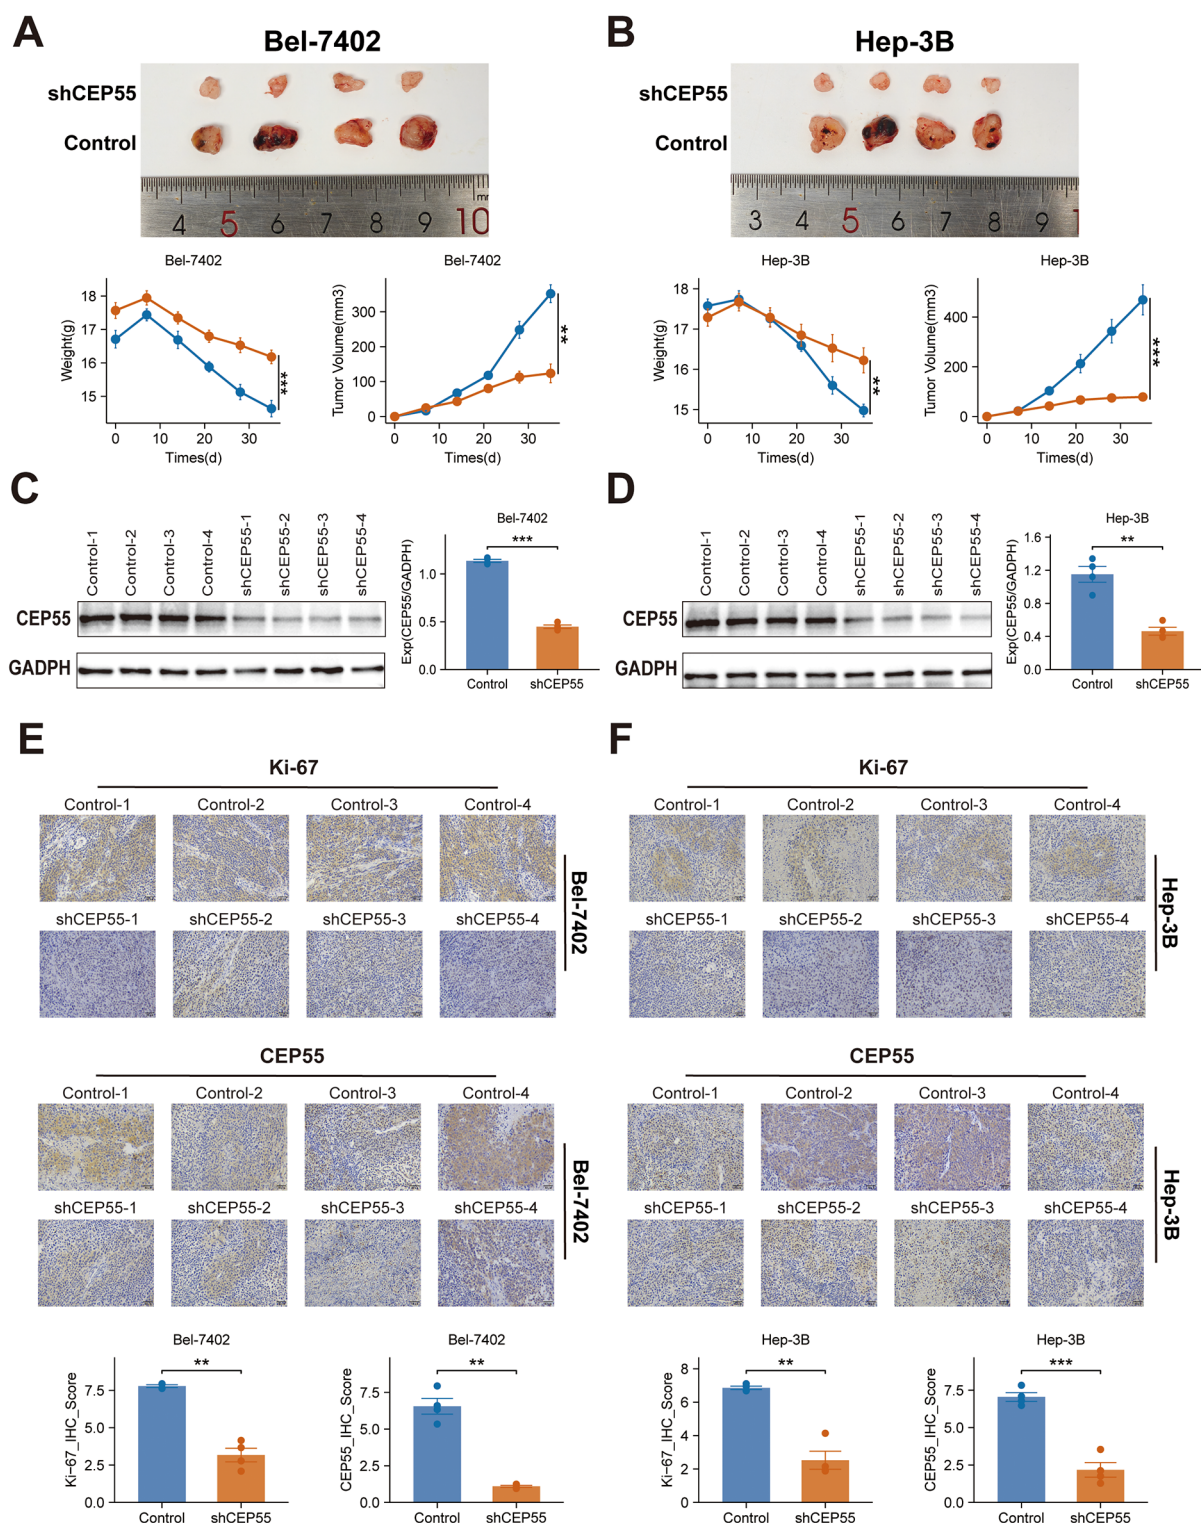 A
Bel-7402
shCEP55
Control
4 5 6 7 8 9 10
mm
Bel-7402
Weight(g)
18
17
16
15
0 10 20 30
Times(d)
***
Bel-7402
Tumor Volume(mm3)
300
200
100
0
0 10 20 30
Times(d)
**
B
Hep-3B
shCEP55
Control
3 4 5 6 7 8 9
Hep-3B
Weight(g)
18
17
16
15
0 10 20 30
Times(d)
**
Hep-3B
Tumor Volume(mm3)
400
200
0
0 10 20 30
Times(d)
***
C
Control-1 Control-2 Control-3 Control-4 shCEP55-1 shCEP55-2 shCEP55-3 shCEP55-4
CEP55
GADPH
Bel-7402
***
Exp(CEP55/GADPH)
1.0
0.5
0.0
Control shCEP55
D
Control-1 Control-2 Control-3 Control-4 shCEP55-1 shCEP55-2 shCEP55-3 shCEP55-4
CEP55
GADPH
Hep-3B
**
Exp(CEP55/GADPH)
1.6
1.2
0.8
0.4
0.0
Control shCEP55
E
Ki-67
Control-1 Control-2 Control-3 Control-4
shCEP55-1 shCEP55-2 shCEP55-3 shCEP55-4
Bel-7402
CEP55
Control-1 Control-2 Control-3 Control-4
shCEP55-1 shCEP55-2 shCEP55-3 shCEP55-4
Bel-7402
Bel-7402
**
Ki-67_IHC_Score
7.5
5.0
2.5
0.0
Control shCEP55
Bel-7402
**
CEP55_IHC_Score
7.5
5.0
2.5
0.0
Control shCEP55
F
Ki-67
Control-1 Control-2 Control-3 Control-4
shCEP55-1 shCEP55-2 shCEP55-3 shCEP55-4
Hep-3B
CEP55
Control-1 Control-2 Control-3 Control-4
shCEP55-1 shCEP55-2 shCEP55-3 shCEP55-4
Hep-3B
Hep-3B
**
Ki-67_IHC_Score
8
6
4
2
0
Control shCEP55
Hep-3B
***
CEP55_IHC_Score
7.5
5.0
2.5
0.0
Control shCEP55